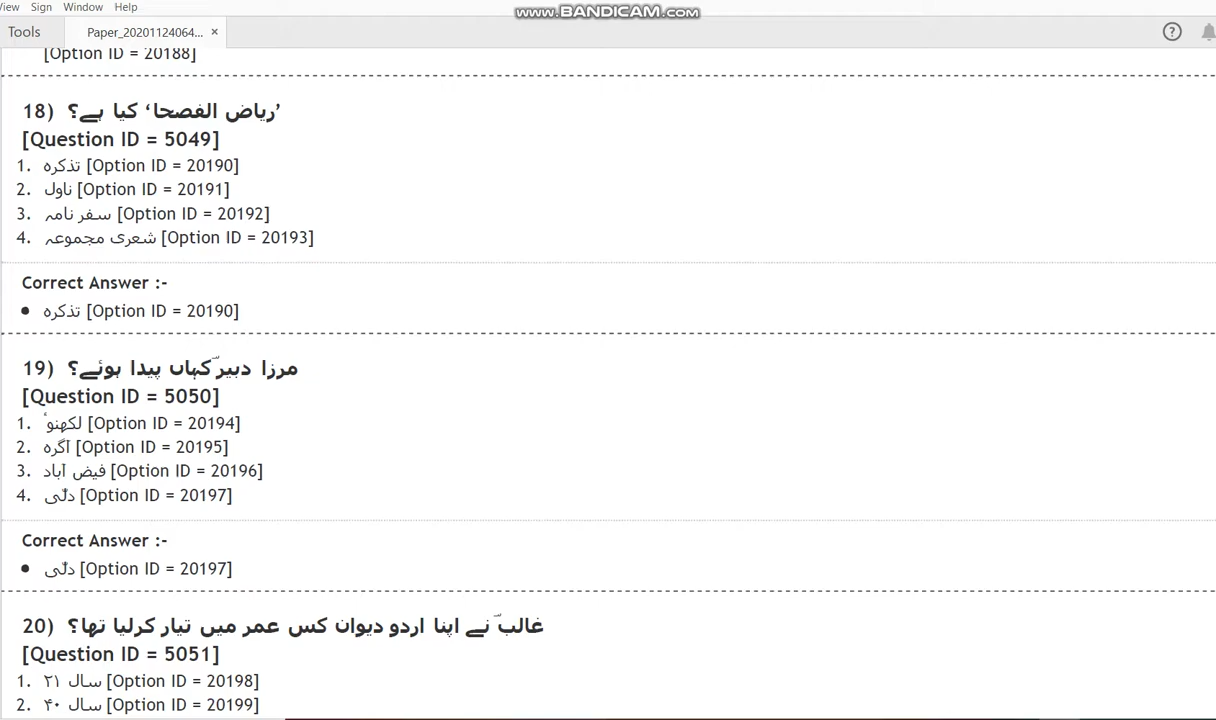 View Sign Window Help
www.BANDICAM.com
Tools Paper_20201124064... × ?
[Option ID = 20188]
18) ’ریاض الفصحا‘ کیا ہے؟
[Question ID = 5049]
1. تذکرہ [Option ID = 20190]
2. ناول [Option ID = 20191]
3. سفر نامہ [Option ID = 20192]
4. شعری مجموعہ [Option ID = 20193]
Correct Answer :-
• تذکرہ [Option ID = 20190]
19) مرزا دبیرؔ کہاں پیدا ہوئے؟
[Question ID = 5050]
1. لکھنوٴ [Option ID = 20194]
2. آگرہ [Option ID = 20195]
3. فیض آباد [Option ID = 20196]
4. دلّی [Option ID = 20197]
Correct Answer :-
• دلّی [Option ID = 20197]
20) غالبؔ نے اپنا اردو دیوان کس عمر میں تیار کرلیا تھا؟
[Question ID = 5051]
1. ۲۱ سال [Option ID = 20198]
2. ۴۰ سال [Option ID = 20199]